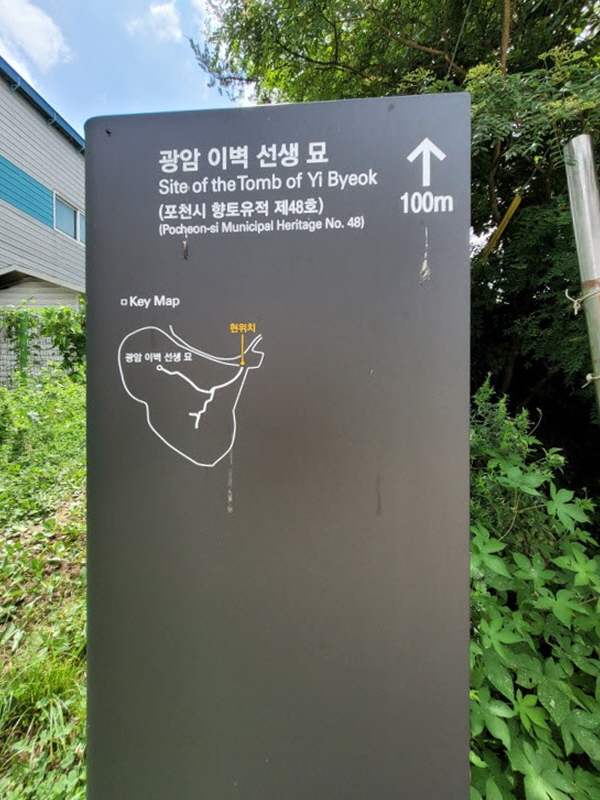 광암 이벽 선생 묘
Site of the Tomb of Yi Byeok
(포천시 향토유적 제48호)
(Pocheon-si Municipal Heritage No. 48)
100m
Key Map
현위치
광암 이벽 선생 묘